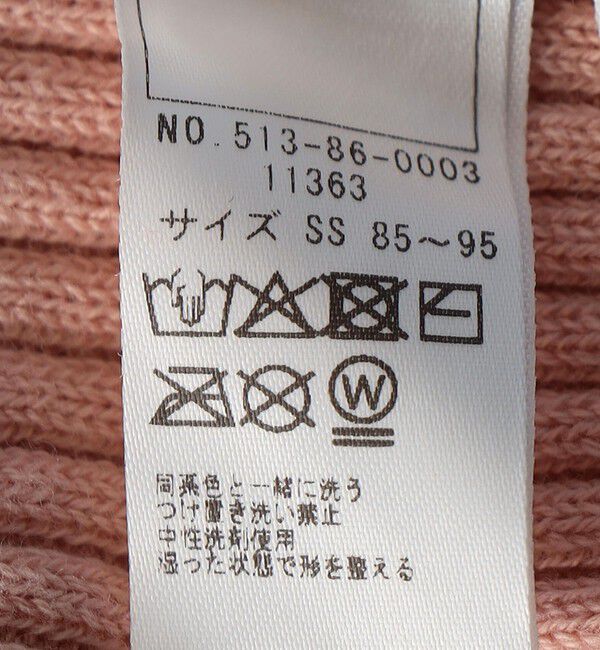 NO. 513-86-0003
11363
サイズ SS 85〜95
W
同系色と一緒に洗う
つけ置き洗い禁止
中性洗剤使用
湿った状態で形を整える